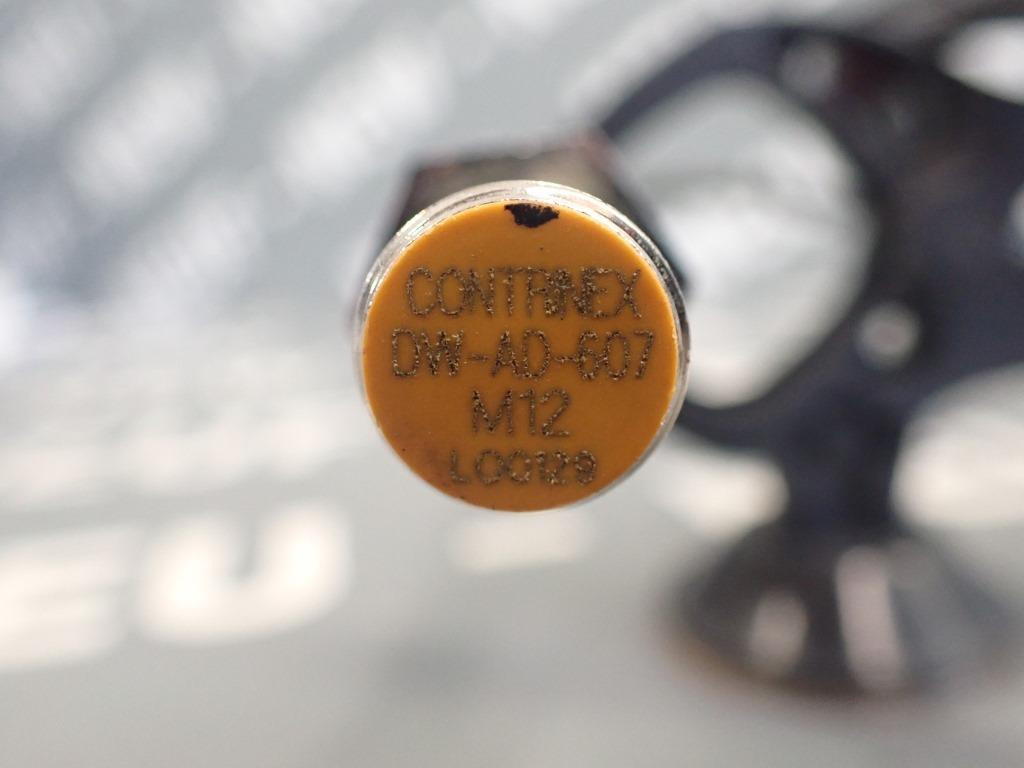 CONTRINEX
DW-AD-607
M12
L00129